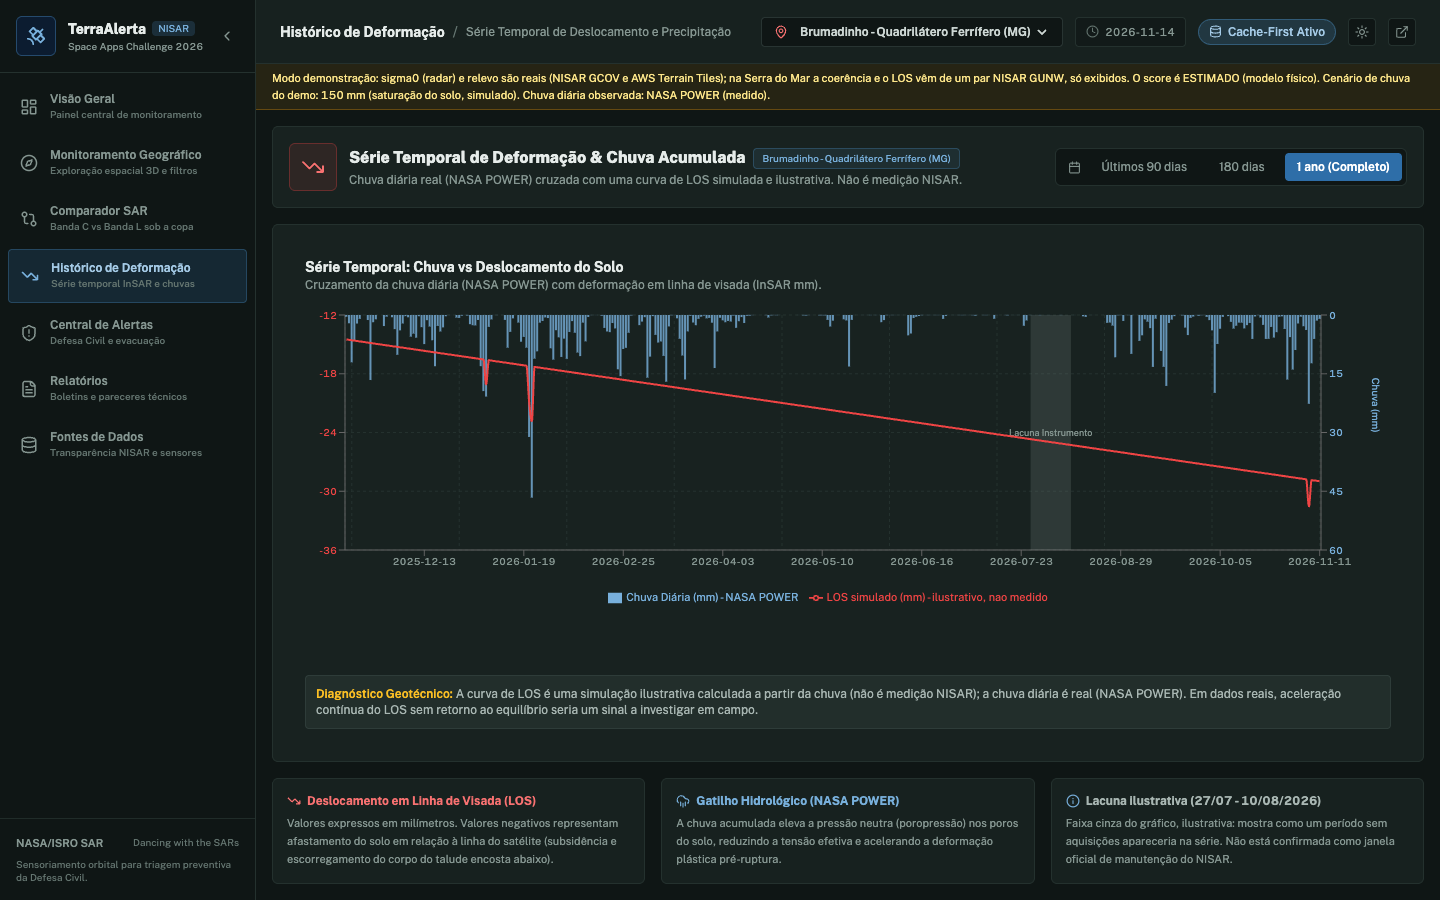 TerraAlerta NISAR
Space Apps Challenge 2026
Visão Geral
Painel central de monitoramento
Monitoramento Geográfico
Exploração espacial 3D e filtros
Comparador SAR
Banda C vs Banda L sob a copa
Histórico de Deformação
Série temporal InSAR e chuvas
Central de Alertas
Defesa Civil e evacuação
Relatórios
Boletins e pareceres técnicos
Fontes de Dados
Transparência NISAR e sensores
NASA/ISRO SAR Dancing with the SARs
Sensoriamento orbital para triagem preventiva
da Defesa Civil.
Histórico de Deformação / Série Temporal de Deslocamento e Precipitação
Brumadinho - Quadrilátero Ferrífero (MG)
2026-11-14
Cache-First Ativo
Modo demonstração: sigma0 (radar) e relevo são reais (NISAR GCOV e AWS Terrain Tiles); na Serra do Mar a coerência e o LOS vêm de um par NISAR GUNW, só exibidos. O score é ESTIMADO (modelo físico). Cenário de chuva
do demo: 150 mm (saturação do solo, simulado). Chuva diária observada: NASA POWER (medido).
Série Temporal de Deformação & Chuva Acumulada Brumadinho - Quadrilátero Ferrífero (MG)
Chuva diária real (NASA POWER) cruzada com uma curva de LOS simulada e ilustrativa. Não é medição NISAR.
Últimos 90 dias 180 dias 1 ano (Completo)
Série Temporal: Chuva vs Deslocamento do Solo
Cruzamento da chuva diária (NASA POWER) com deformação em linha de visada (InSAR mm).
-12 0
-18 15
-24 30
-30 45
-36 60
Chuva (mm)
Lacuna Instrumento
2025-12-13 2026-01-19 2026-02-25 2026-04-03 2026-05-10 2026-06-16 2026-07-23 2026-08-29 2026-10-05 2026-11-11
Chuva Diária (mm) - NASA POWER LOS simulado (mm) - ilustrativo, nao medido
Diagnóstico Geotécnico: A curva de LOS é uma simulação ilustrativa calculada a partir da chuva (não é medição NISAR); a chuva diária é real (NASA POWER). Em dados reais, aceleração
contínua do LOS sem retorno ao equilíbrio seria um sinal a investigar em campo.
Deslocamento em Linha de Visada (LOS)
Valores expressos em milímetros. Valores negativos representam
afastamento do solo em relação à linha do satélite (subsidência e
escorregamento do corpo do talude encosta abaixo).
Gatilho Hidrológico (NASA POWER)
A chuva acumulada eleva a pressão neutra (poropressão) nos poros
do solo, reduzindo a tensão efetiva e acelerando a deformação
plástica pré-ruptura.
Lacuna ilustrativa (27/07 - 10/08/2026)
Faixa cinza do gráfico, ilustrativa: mostra como um período sem
aquisições apareceria na série. Não está confirmada como janela
oficial de manutenção do NISAR.